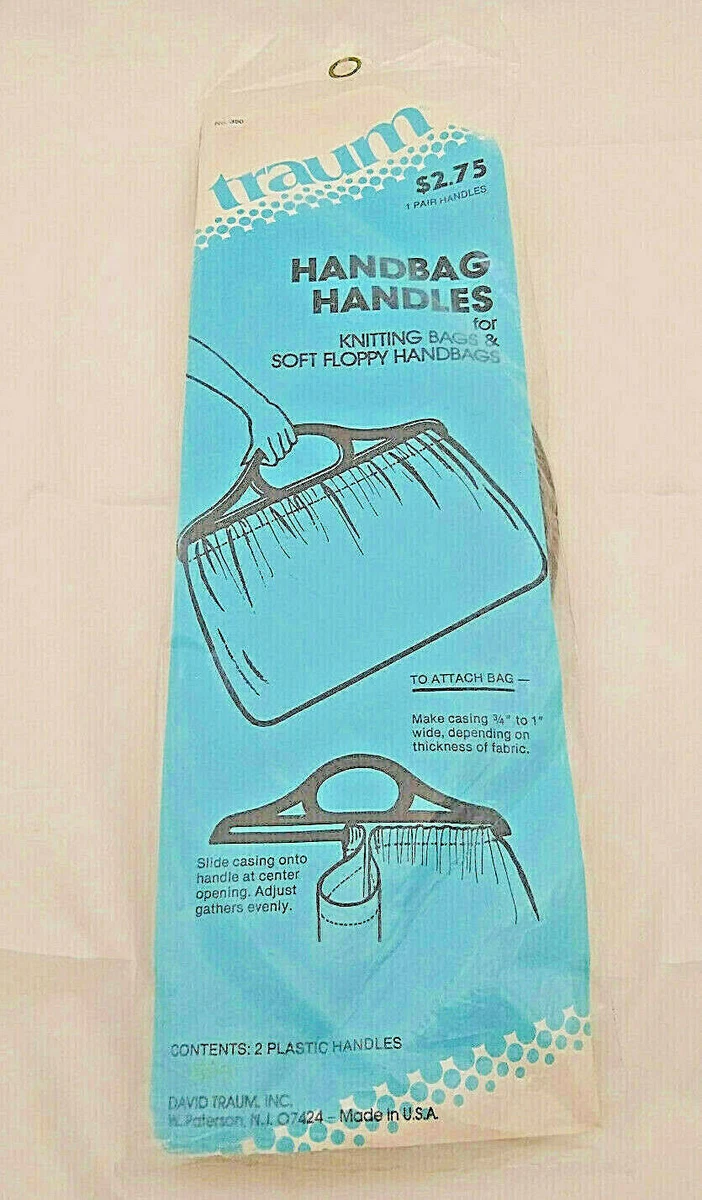 No. 390
traum
$2.75
1 PAIR HANDLES
HANDBAG
HANDLES
for
KNITTING BAGS &
SOFT FLOPPY HANDBAGS
TO ATTACH BAG —
Make casing ¾" to 1"
wide, depending on
thickness of fabric.
Slide casing onto
handle at center
opening. Adjust
gathers evenly.
CONTENTS: 2 PLASTIC HANDLES
DAVID TRAUM, INC.
W. Paterson, N.J. 07424 – Made in U.S.A.